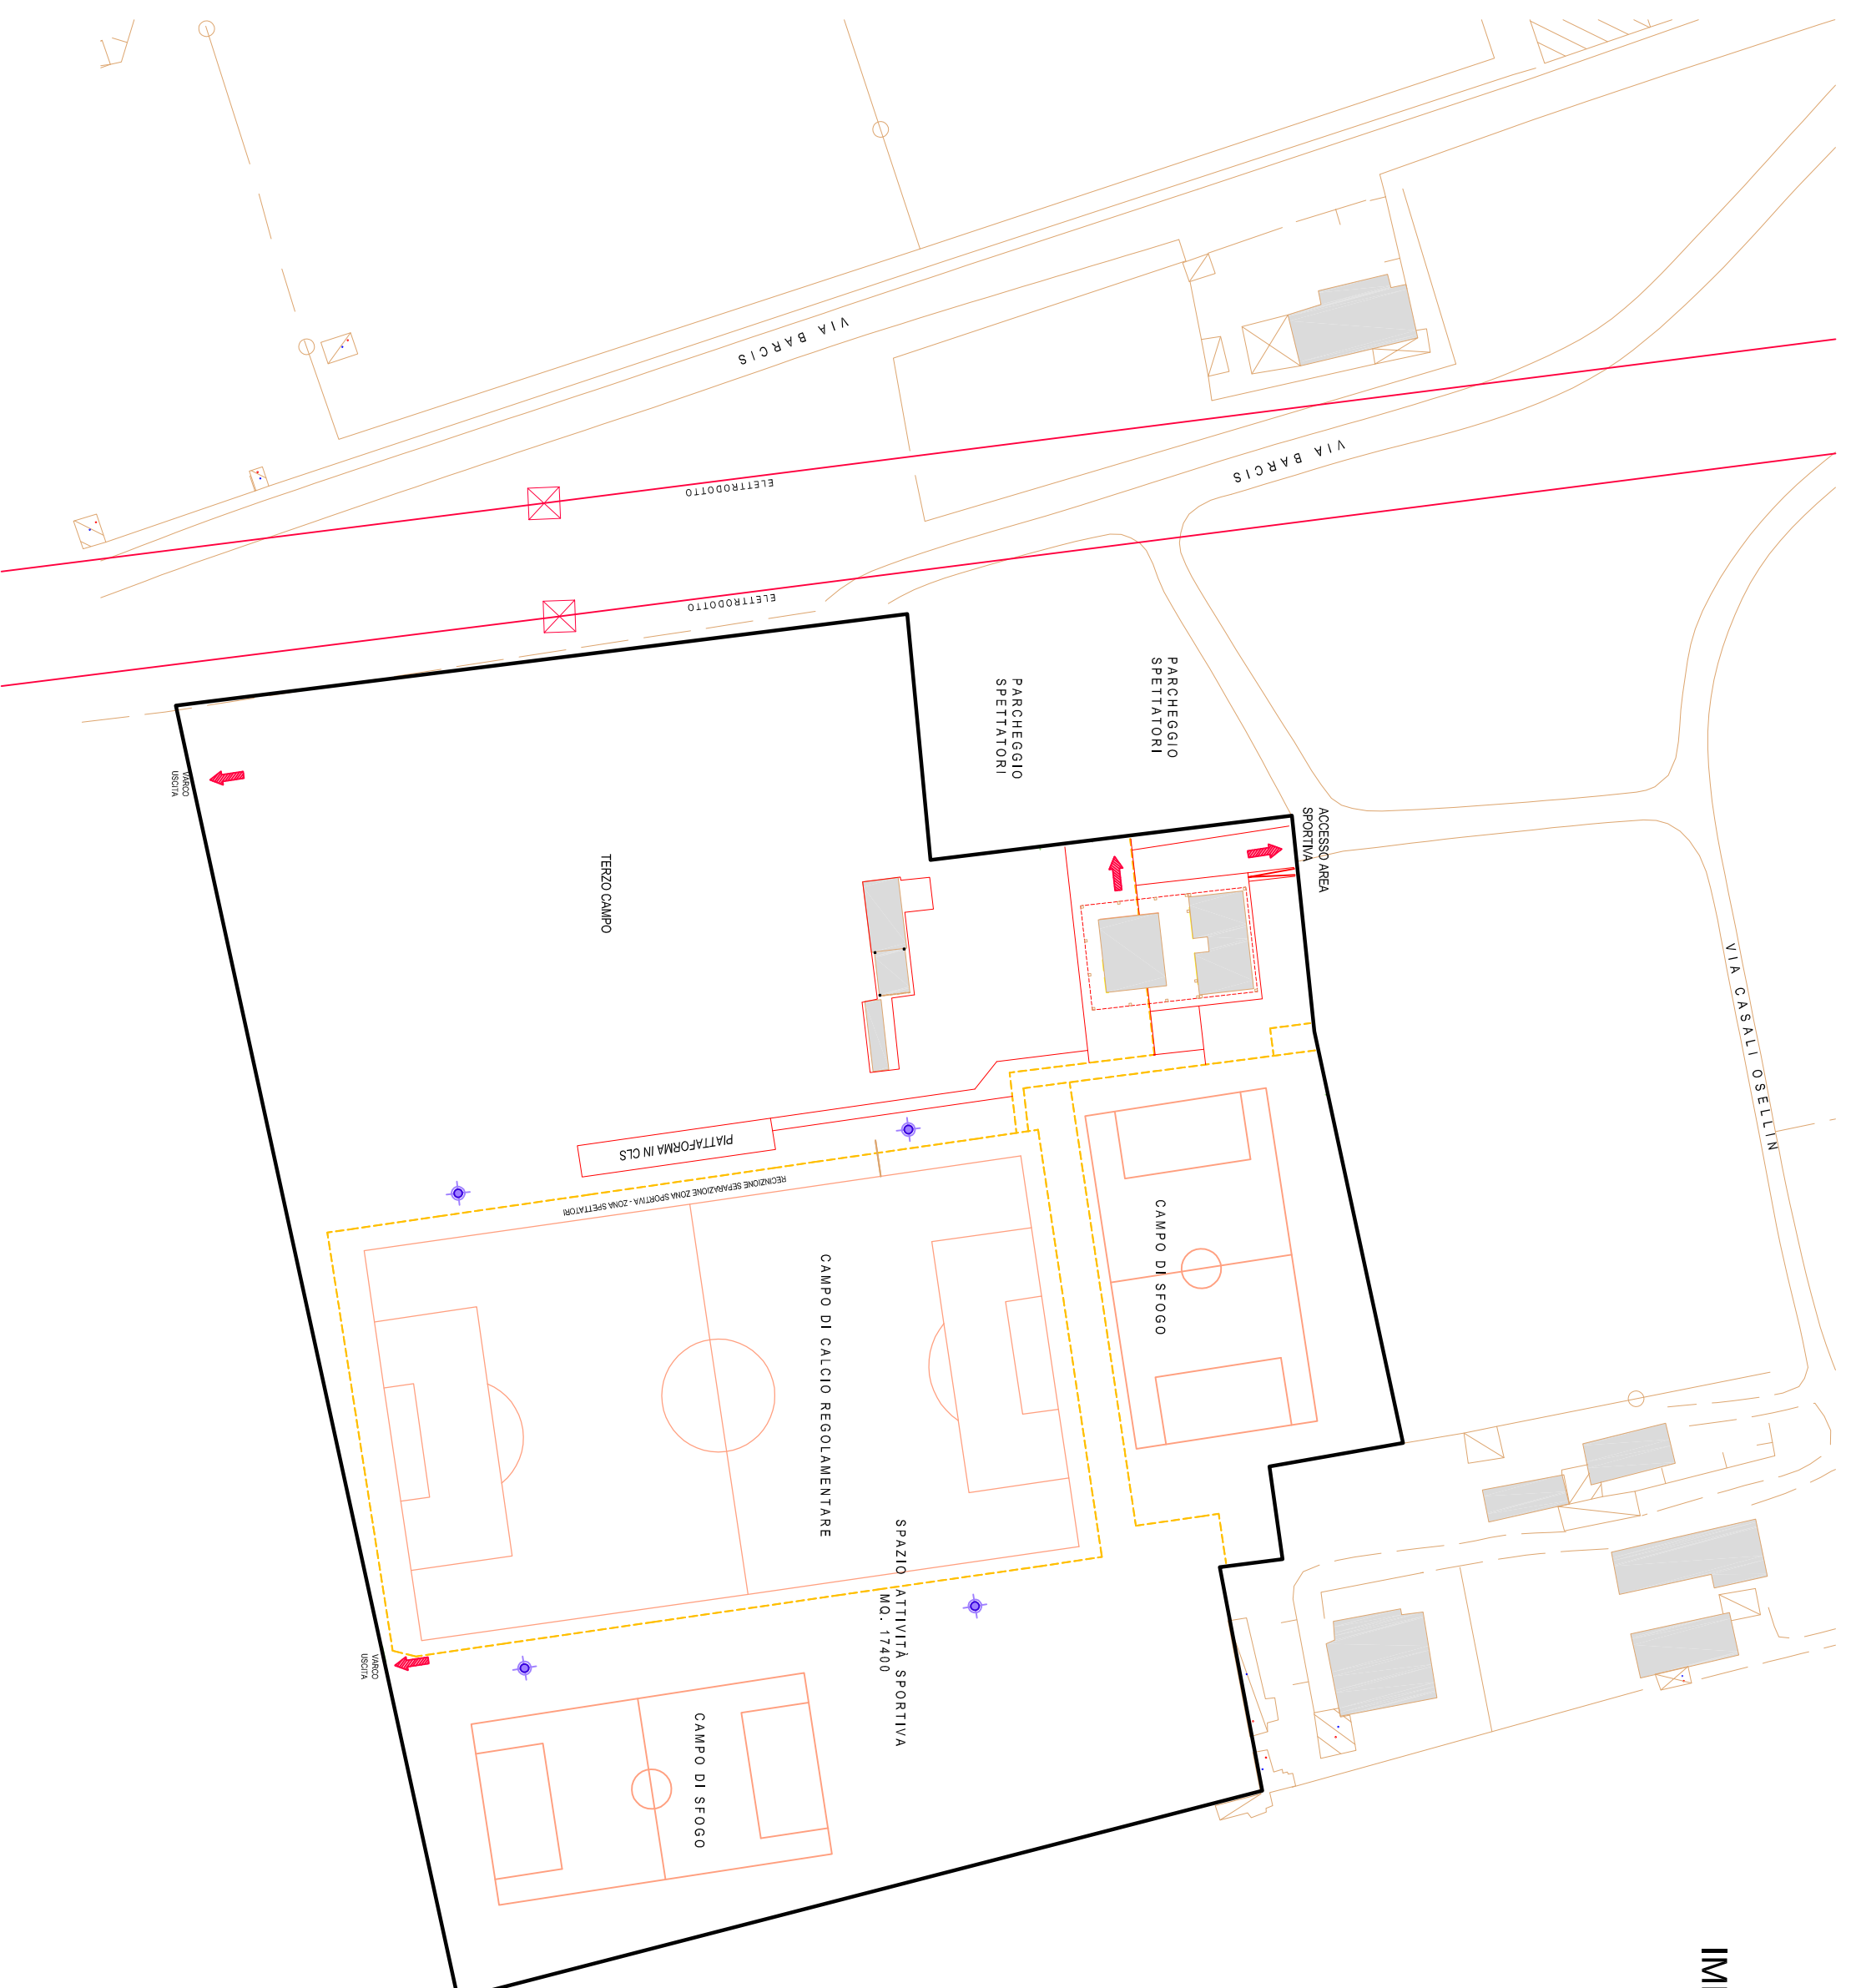 VIA BARCIS
VIA BARCIS
ELETTRODOTTO
ELETTRODOTTO
PARCHEGGIO
SPETTATORI
PARCHEGGIO
SPETTATORI
VARCO
USCITA
ACCESSO AREA
SPORTIVA
TERZO CAMPO
VIA CASALI OSELLIN
PIATTAFORMA IN CLS
RECINZIONE SEPARAZIONE ZONA SPORTIVA - ZONA SPETTATORI
CAMPO DI SFOGO
CAMPO DI CALCIO REGOLAMENTARE
SPAZIO ATTIVITÀ SPORTIVA
MQ. 17400
VARCO
USCITA
CAMPO DI SFOGO